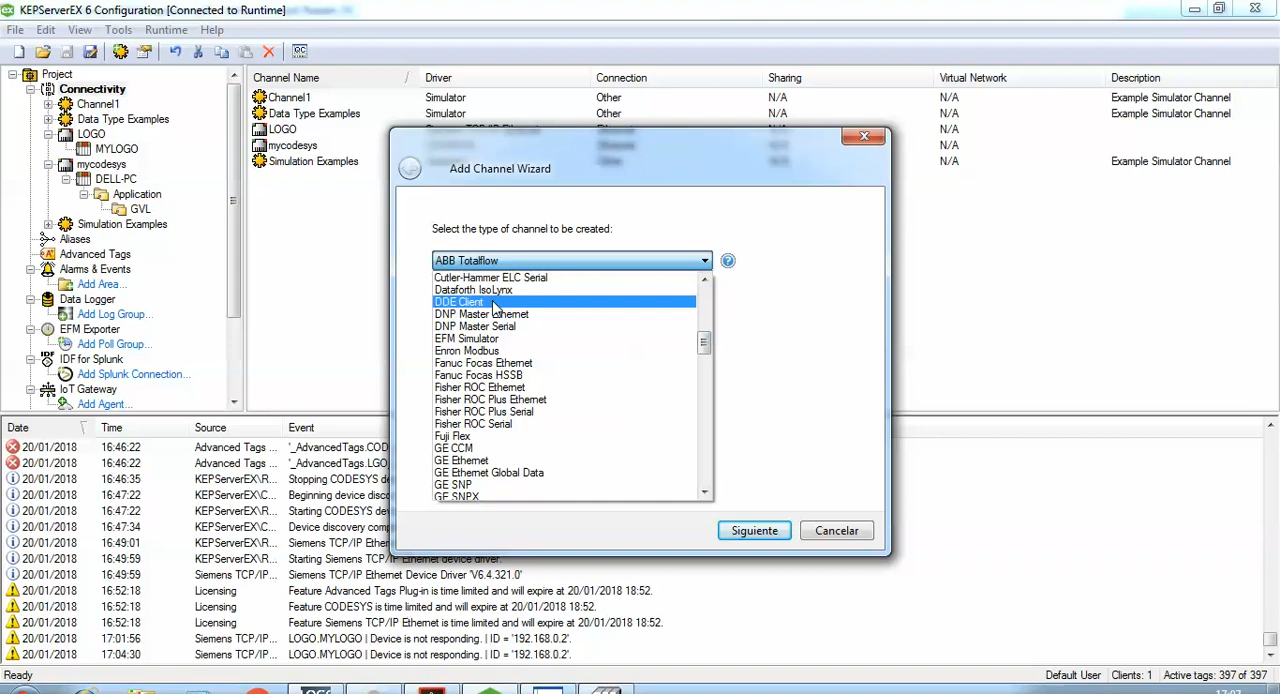 KEPServerEX 6 Configuration [Connected to Runtime]
File Edit View Tools Runtime Help
Project
Connectivity
Channel1
Data Type Examples
LOGO
MYLOGO
mycodesys
DELL-PC
Application
GVL
Simulation Examples
Aliases
Advanced Tags
Alarms & Events
Add Area...
Data Logger
Add Log Group...
EFM Exporter
Add Poll Group...
IDF for Splunk
Add Splunk Connection...
IoT Gateway
Add Agent...
Channel Name Driver Connection Sharing Virtual Network Description
Channel1 Simulator Other N/A N/A Example Simulator Channel
Data Type Examples Simulator Other N/A N/A Example Simulator Channel
LOGO N/A
mycodesys N/A
Simulation Examples N/A Example Simulator Channel
Add Channel Wizard
Select the type of channel to be created:
ABB Totalflow
Cutler-Hammer ELC Serial
Dataforth IsoLynx
DDE Client
DNP Master Ethernet
DNP Master Serial
EFM Simulator
Enron Modbus
Fanuc Focas Ethernet
Fanuc Focas HSSB
Fisher ROC Ethernet
Fisher ROC Plus Ethernet
Fisher ROC Plus Serial
Fisher ROC Serial
Fuji Flex
GE CCM
GE Ethernet
GE Ethernet Global Data
GE SNP
GE SNPX
Siguiente Cancelar
Date Time Source Event
20/01/2018 16:46:22 Advanced Tags ... '_AdvancedTags.COD
20/01/2018 16:46:22 Advanced Tags ... '_AdvancedTags.LGO
20/01/2018 16:46:35 KEPServerEX\R... Stopping CODESYS
20/01/2018 16:47:22 KEPServerEX\C... Beginning device disco
20/01/2018 16:47:22 KEPServerEX\R... Starting CODESYS dev
20/01/2018 16:47:34 KEPServerEX\C... Device discovery comp
20/01/2018 16:49:01 KEPServerEX\R... Siemens TCP/IP Ethern
20/01/2018 16:49:59 KEPServerEX\R... Starting Siemens TCP/IP Ethernet device driver.
20/01/2018 16:49:59 Siemens TCP/IP... Siemens TCP/IP Ethernet Device Driver 'V6.4.321.0'
20/01/2018 16:52:18 Licensing Feature Advanced Tags Plug-in is time limited and will expire at 20/01/2018 18:52.
20/01/2018 16:52:18 Licensing Feature CODESYS is time limited and will expire at 20/01/2018 18:52.
20/01/2018 16:52:18 Licensing Feature Siemens TCP/IP Ethernet is time limited and will expire at 20/01/2018 18:52.
20/01/2018 17:01:56 Siemens TCP/IP... LOGO.MYLOGO | Device is not responding. | ID = '192.168.0.2'.
20/01/2018 17:04:30 Siemens TCP/IP... LOGO.MYLOGO | Device is not responding. | ID = '192.168.0.2'.
Ready Default User Clients: 1 Active tags: 397 of 397